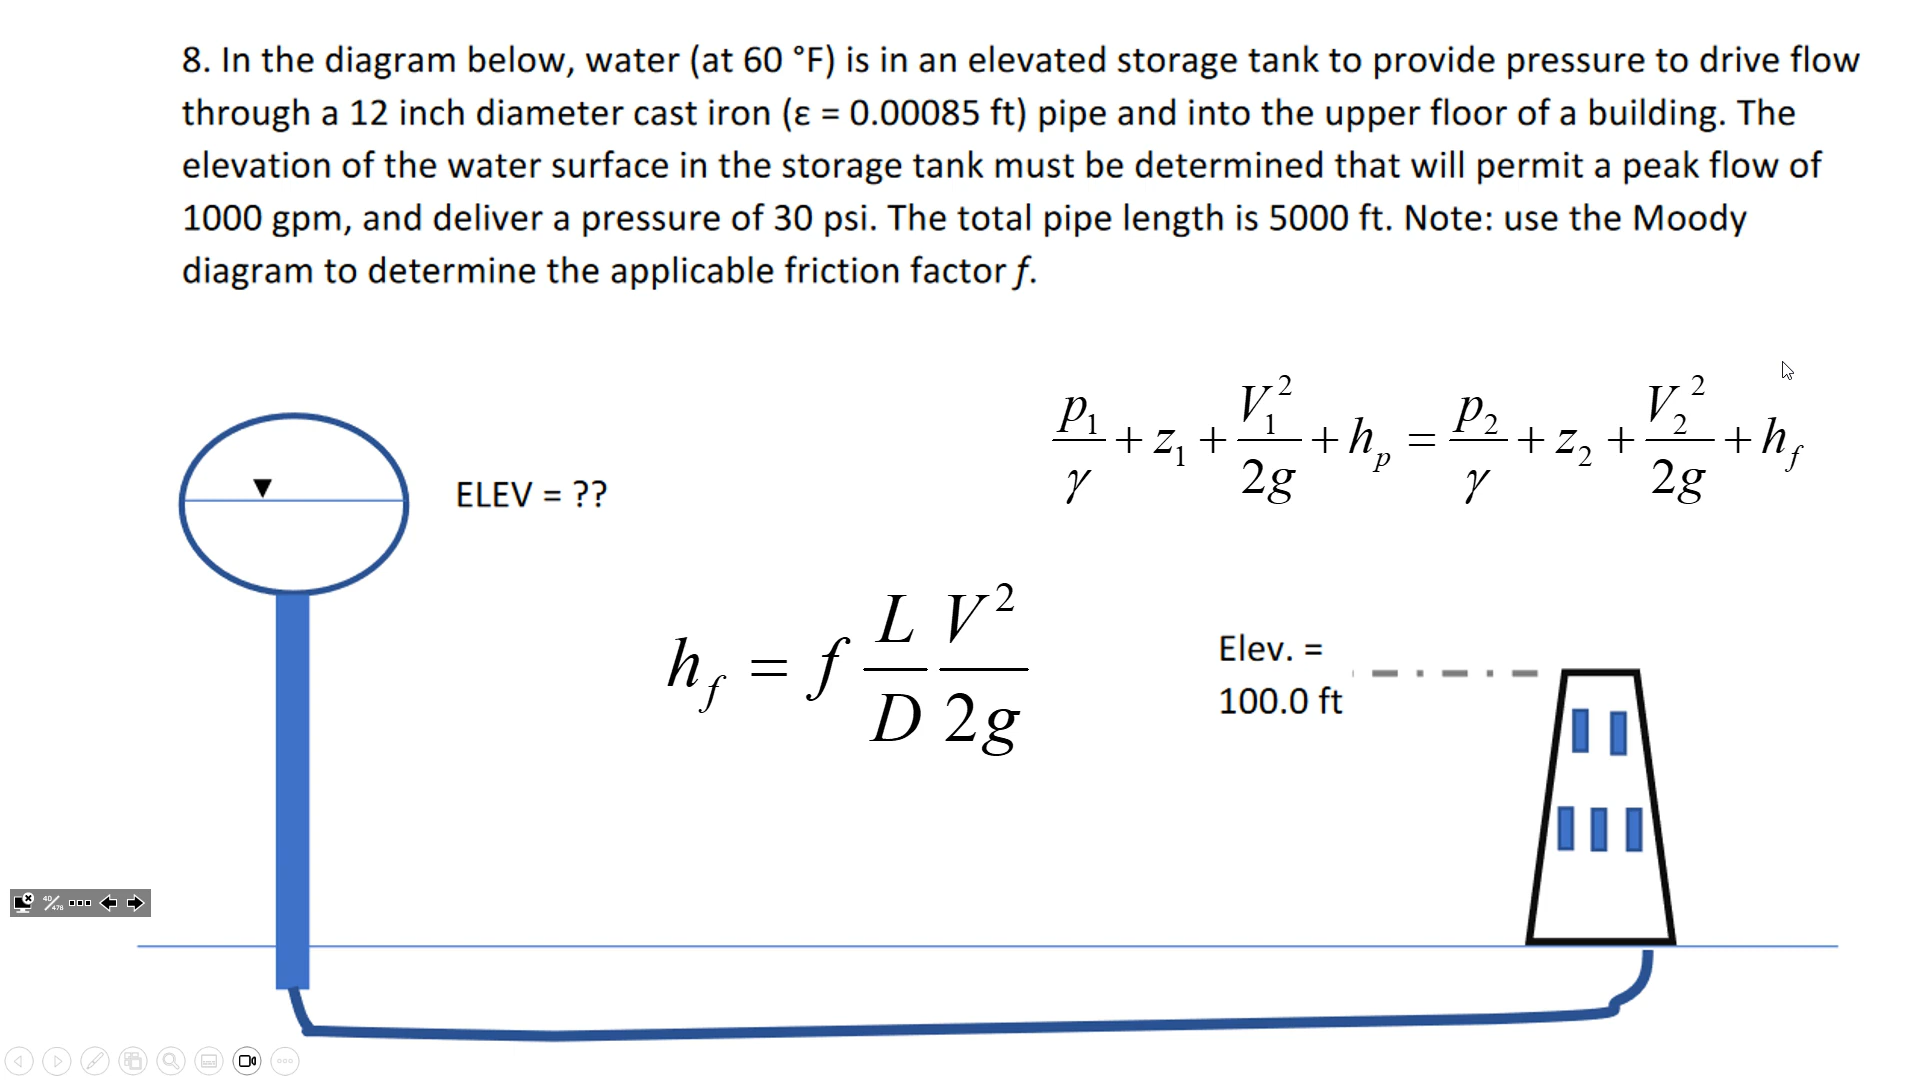 8. In the diagram below, water (at 60 °F) is in an elevated storage tank to provide pressure to drive flow
through a 12 inch diameter cast iron (ε = 0.00085 ft) pipe and into the upper floor of a building. The
elevation of the water surface in the storage tank must be determined that will permit a peak flow of
1000 gpm, and deliver a pressure of 30 psi. The total pipe length is 5000 ft. Note: use the Moody
diagram to determine the applicable friction factor f.
p₁/γ + z₁ + V₁²/2g + hₚ = p₂/γ + z₂ + V₂²/2g + h_f
ELEV = ??
h_f = f L/D V²/2g
Elev. =
100.0 ft
40/478